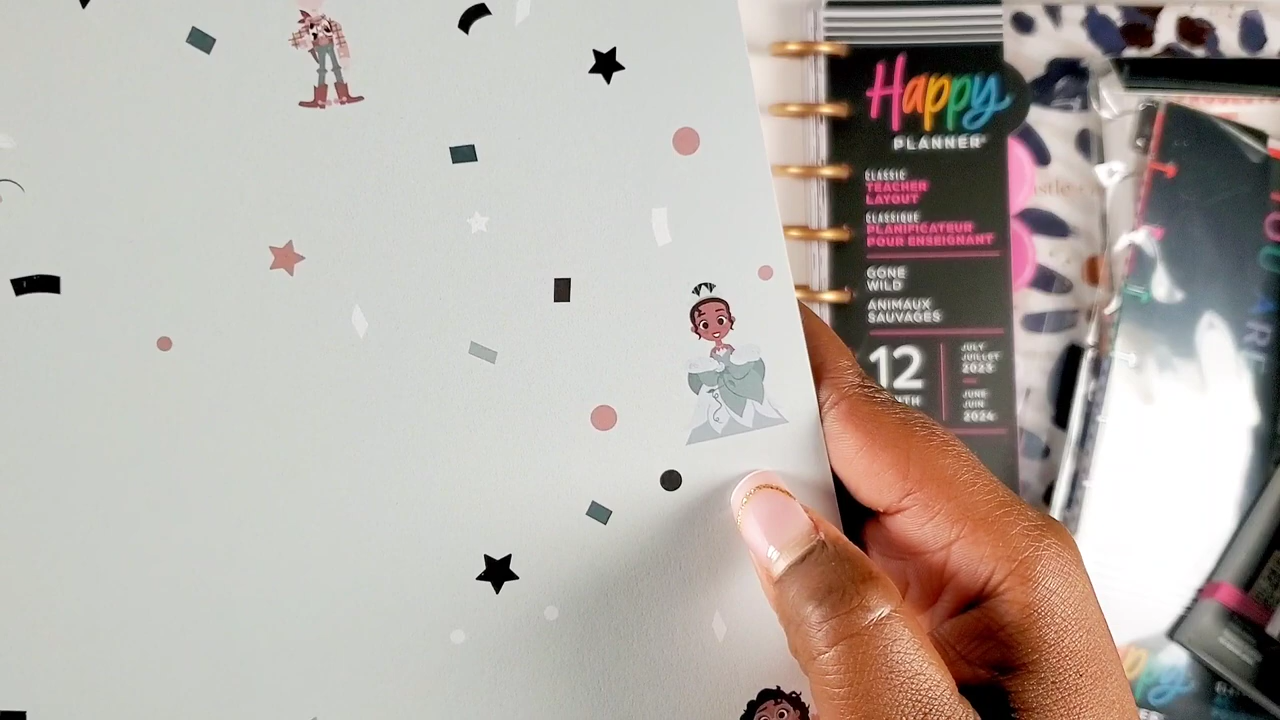 Happy
PLANNER®
CLASSIC
TEACHER
LAYOUT
CLASSIQUE
PLANIFICATEUR
POUR ENSEIGNANT
GONE
WILD
ANIMAUX
SAUVAGES
12
JULY
JUILLET
2023
JUNE
JUIN
2024